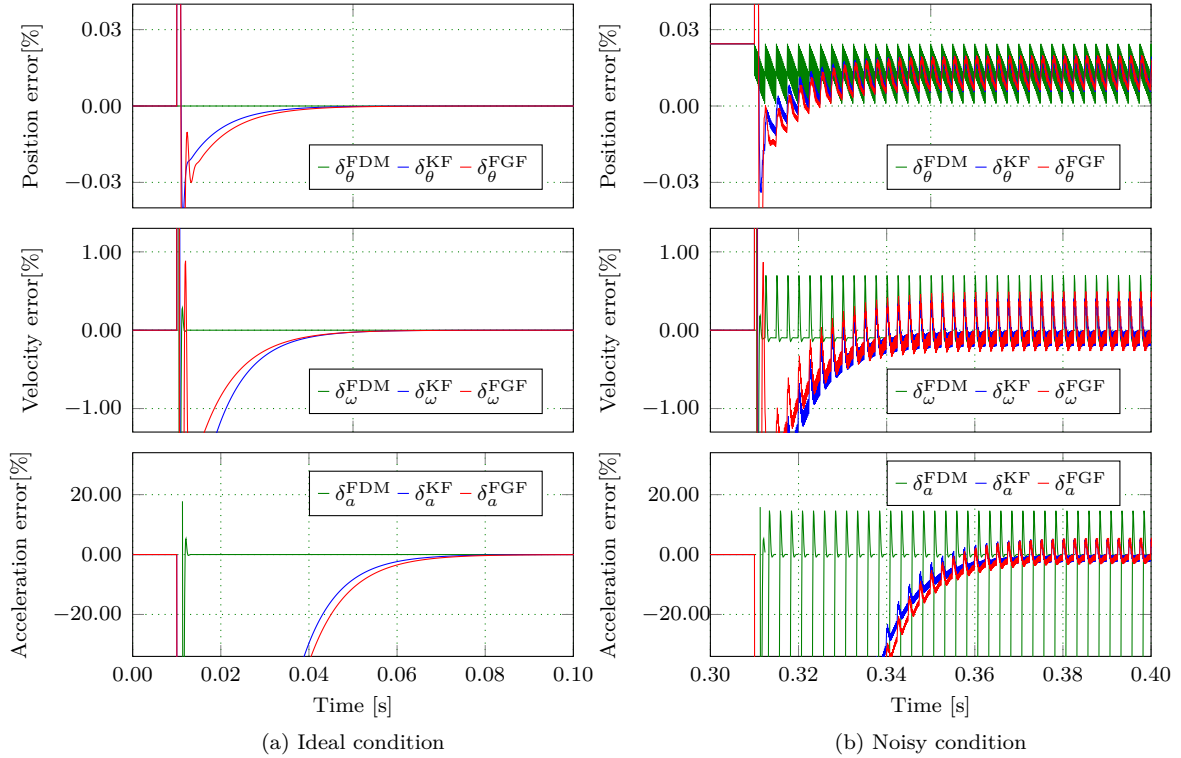 Position error[%]
0.03
0.00
−0.03
δ_θ^FDM δ_θ^KF δ_θ^FGF
Velocity error[%]
1.00
0.00
−1.00
δ_ω^FDM δ_ω^KF δ_ω^FGF
Acceleration error[%]
20.00
0.00
−20.00
δ_a^FDM δ_a^KF δ_a^FGF
0.00 0.02 0.04 0.06 0.08 0.10
Time [s]
(a) Ideal condition
Position error[%]
0.03
0.00
−0.03
δ_θ^FDM δ_θ^KF δ_θ^FGF
Velocity error[%]
1.00
0.00
−1.00
δ_ω^FDM δ_ω^KF δ_ω^FGF
Acceleration error[%]
20.00
0.00
−20.00
δ_a^FDM δ_a^KF δ_a^FGF
0.30 0.32 0.34 0.36 0.38 0.40
Time [s]
(b) Noisy condition